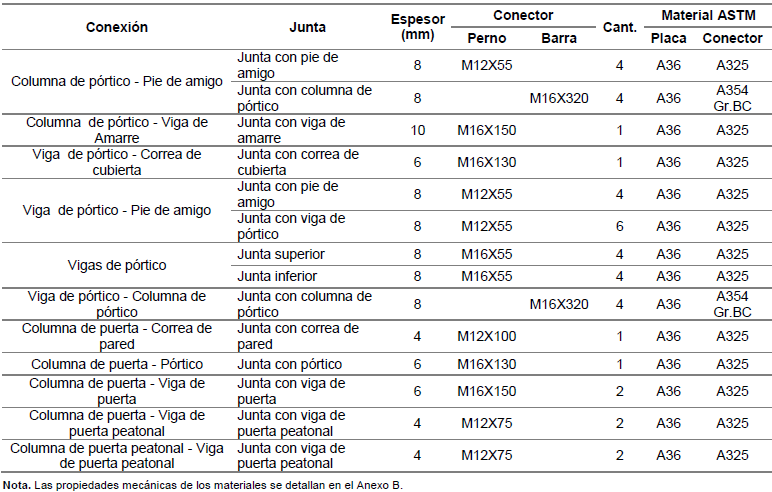 Conexión Junta Espesor (mm) Conector Cant. Material ASTM
Perno Barra Placa Conector
Columna de pórtico - Pie de amigo Junta con pie de amigo 8 M12X55 4 A36 A325
Junta con columna de pórtico 8 M16X320 4 A36 A354 Gr.BC
Columna de pórtico - Viga de Amarre Junta con viga de amarre 10 M16X150 1 A36 A325
Viga de pórtico - Correa de cubierta Junta con correa de cubierta 6 M16X130 1 A36 A325
Viga de pórtico - Pie de amigo Junta con pie de amigo 8 M12X55 4 A36 A325
Junta con viga de pórtico 8 M12X55 6 A36 A325
Vigas de pórtico Junta superior 8 M16X55 4 A36 A325
Junta inferior 8 M16X55 4 A36 A325
Viga de pórtico - Columna de pórtico Junta con columna de pórtico 8 M16X320 4 A36 A354 Gr.BC
Columna de puerta - Correa de pared Junta con correa de pared 4 M12X100 1 A36 A325
Columna de puerta - Pórtico Junta con pórtico 6 M16X130 1 A36 A325
Columna de puerta - Viga de puerta Junta con viga de puerta 6 M16X150 2 A36 A325
Columna de puerta - Viga de puerta peatonal Junta con viga de puerta peatonal 4 M12X75 2 A36 A325
Columna de puerta peatonal - Viga de puerta peatonal Junta con viga de puerta peatonal 4 M12X75 2 A36 A325
Nota. Las propiedades mecánicas de los materiales se detallan en el Anexo B.